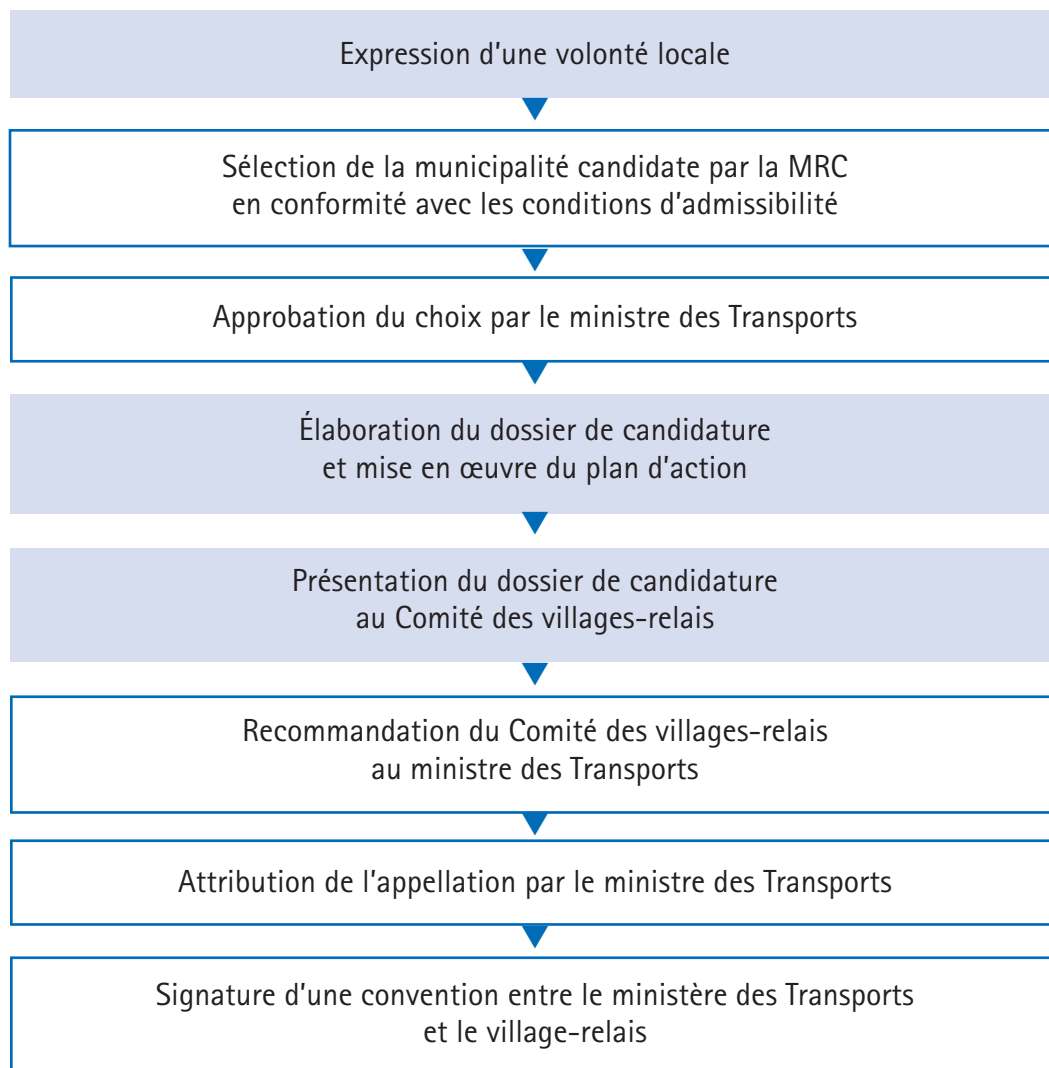 Expression d'une volonté locale
Sélection de la municipalité candidate par la MRC
en conformité avec les conditions d'admissibilité
Approbation du choix par le ministre des Transports
Élaboration du dossier de candidature
et mise en œuvre du plan d'action
Présentation du dossier de candidature
au Comité des villages-relais
Recommandation du Comité des villages-relais
au ministre des Transports
Attribution de l'appellation par le ministre des Transports
Signature d'une convention entre le ministère des Transports
et le village-relais